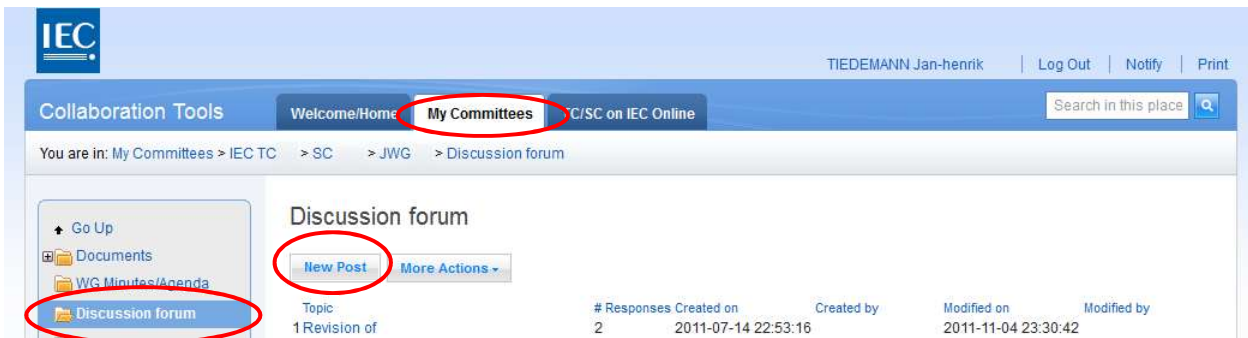 IEC
TIEDEMANN Jan-henrik | Log Out | Notify | Print
Collaboration Tools
Welcome/Home
My Committees
TC/SC on IEC Online
Search in this place
You are in: My Committees > IEC TC > SC > JWG > Discussion forum
Go Up
Documents
WG Minutes/Agenda
Discussion forum
Discussion forum
New Post
More Actions
Topic # Responses Created on Created by Modified on Modified by
1 Revision of 2 2011-07-14 22:53:16 2011-11-04 23:30:42